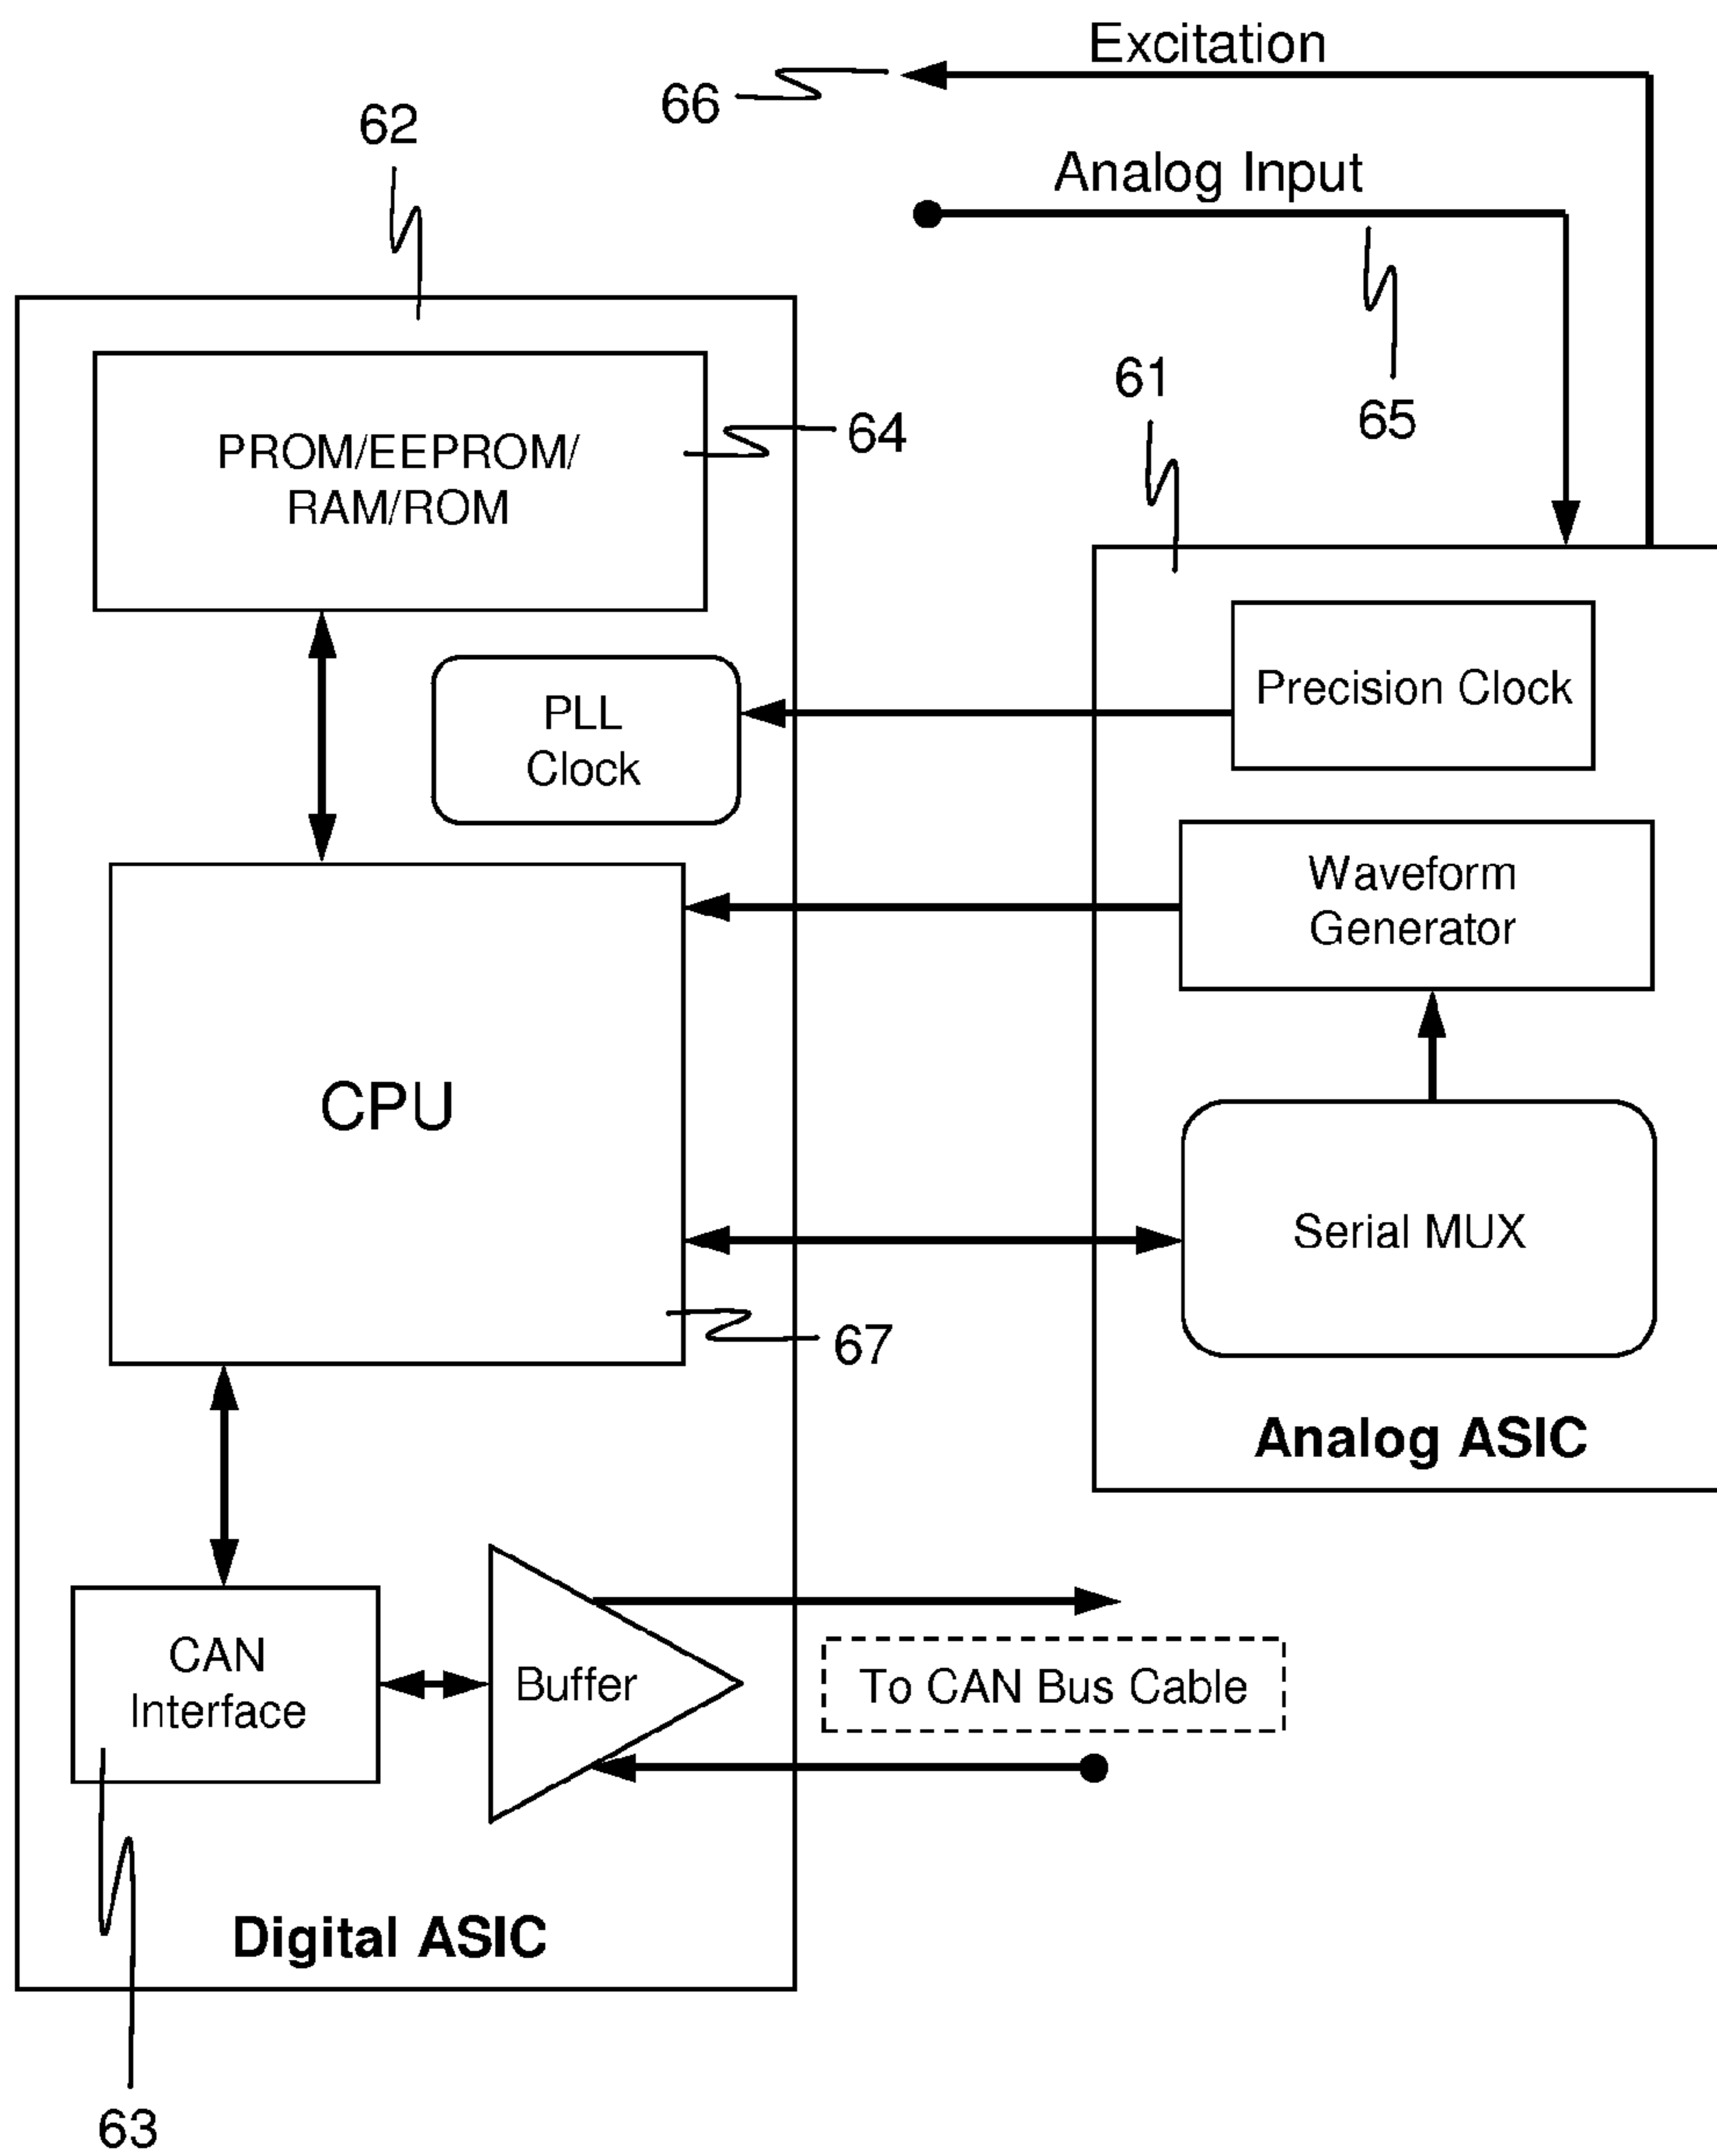 Excitation
66
62
Analog Input
61
65
64
PROM/EEPROM/
RAM/ROM
Precision Clock
PLL
Clock
Waveform
Generator
CPU
Serial MUX
67
Analog ASIC
CAN
Interface
Buffer
To CAN Bus Cable
Digital ASIC
63